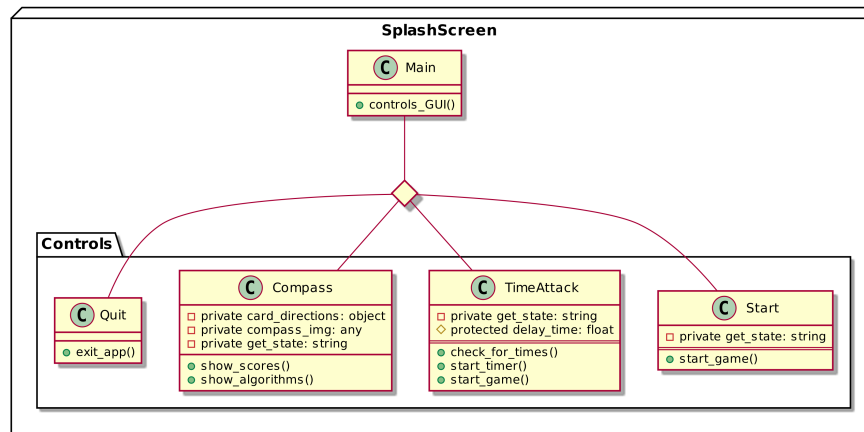 SplashScreen
C Main
controls_GUI()
Controls
C Quit
exit_app()
C Compass
private card_directions: object
private compass_img: any
private get_state: string
show_scores()
show_algorithms()
C TimeAttack
private get_state: string
protected delay_time: float
check_for_times()
start_timer()
start_game()
C Start
private get_state: string
start_game()